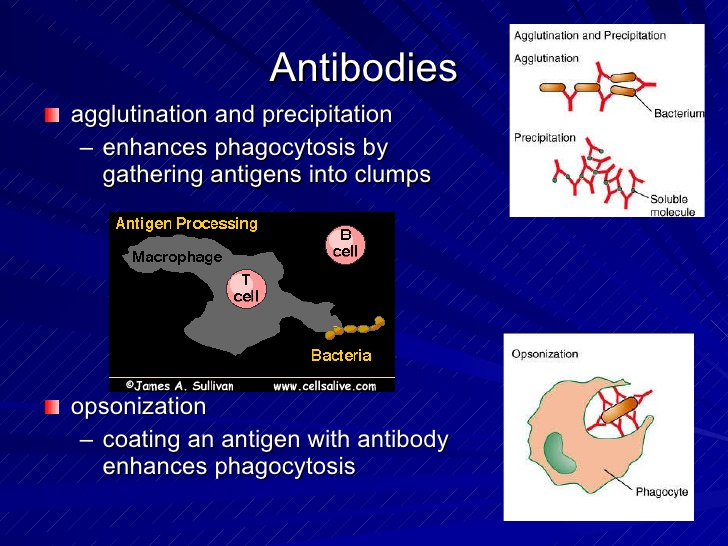 Antibodies
agglutination and precipitation
– enhances phagocytosis by
gathering antigens into clumps
Antigen Processing
Macrophage
B
cell
T
cell
Bacteria
©James A. Sullivan www.cellsalive.com
opsonization
– coating an antigen with antibody
enhances phagocytosis
Agglutination and Precipitation
Agglutination
Bacterium
Precipitation
Soluble
molecule
Opsonization
Phagocyte